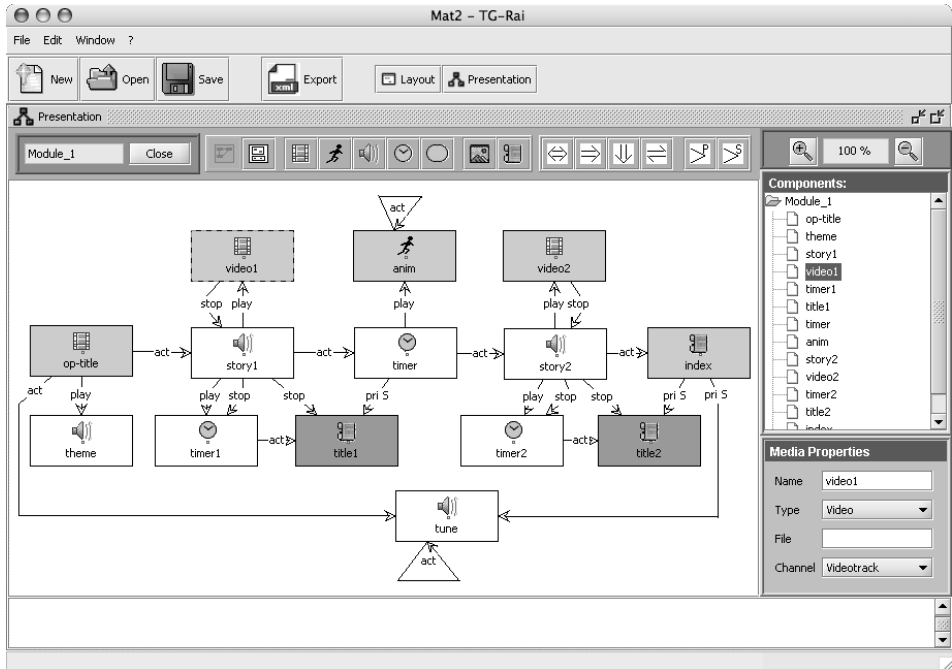 Mat2 – TG-Rai
File Edit Window ?
New Open Save xml Export Layout Presentation
Presentation
Module_1 Close P S 100 %
Components:
Module_1
op-title
theme
story1
video1
timer1
title1
timer
anim
story2
video2
timer2
title2
index
act
video1 anim video2
stop play play play stop
op-title act story1 act timer act story2 act index
act play play stop stop pri S play stop stop pri S pri S
theme timer1 act title1 timer2 act title2
tune
act
Media Properties
Name video1
Type Video
File
Channel Videotrack